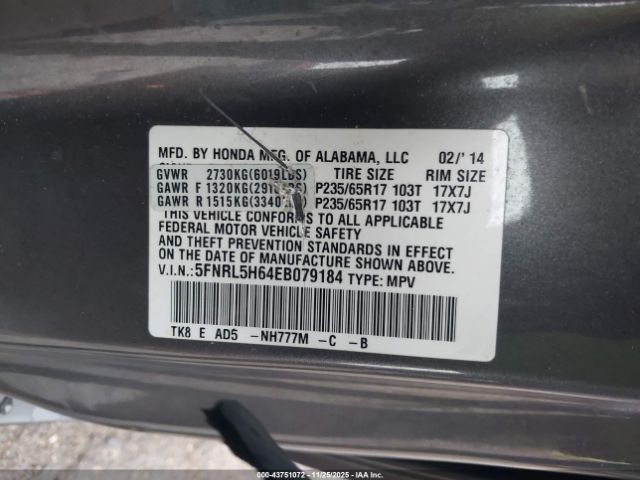 MFD. BY HONDA MFG. OF ALABAMA, LLC 02/' 14
GVWR 2730KG(6019LBS) TIRE SIZE RIM SIZE
GAWR F 1320KG( P235/65R17 103T 17X7J
GAWR R 1515KG(3340 P235/65R17 103T 17X7J
THIS VEHICLE CONFORMS TO ALL APPLICABLE
FEDERAL MOTOR VEHICLE SAFETY
AND THEFT PREVENTION STANDARDS IN EFFECT
ON THE DATE OF MANUFACTURE SHOWN ABOVE.
V.I.N.:5FNRL5H64EB079184 TYPE: MPV
TK8 E AD5 -NH777M -C -B
000-43751072 - 11/25/2025 - COPYRIGHT IAA, LLC.